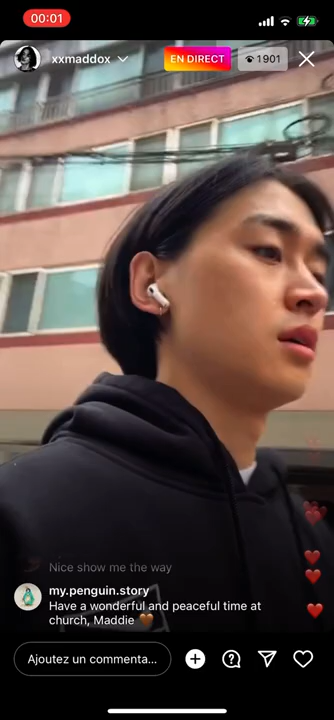 00:01
xxmaddox
EN DIRECT
1901
Nice show me the way
my.penguin.story
Have a wonderful and peaceful time at
church, Maddie 🧡
Ajoutez un commenta...